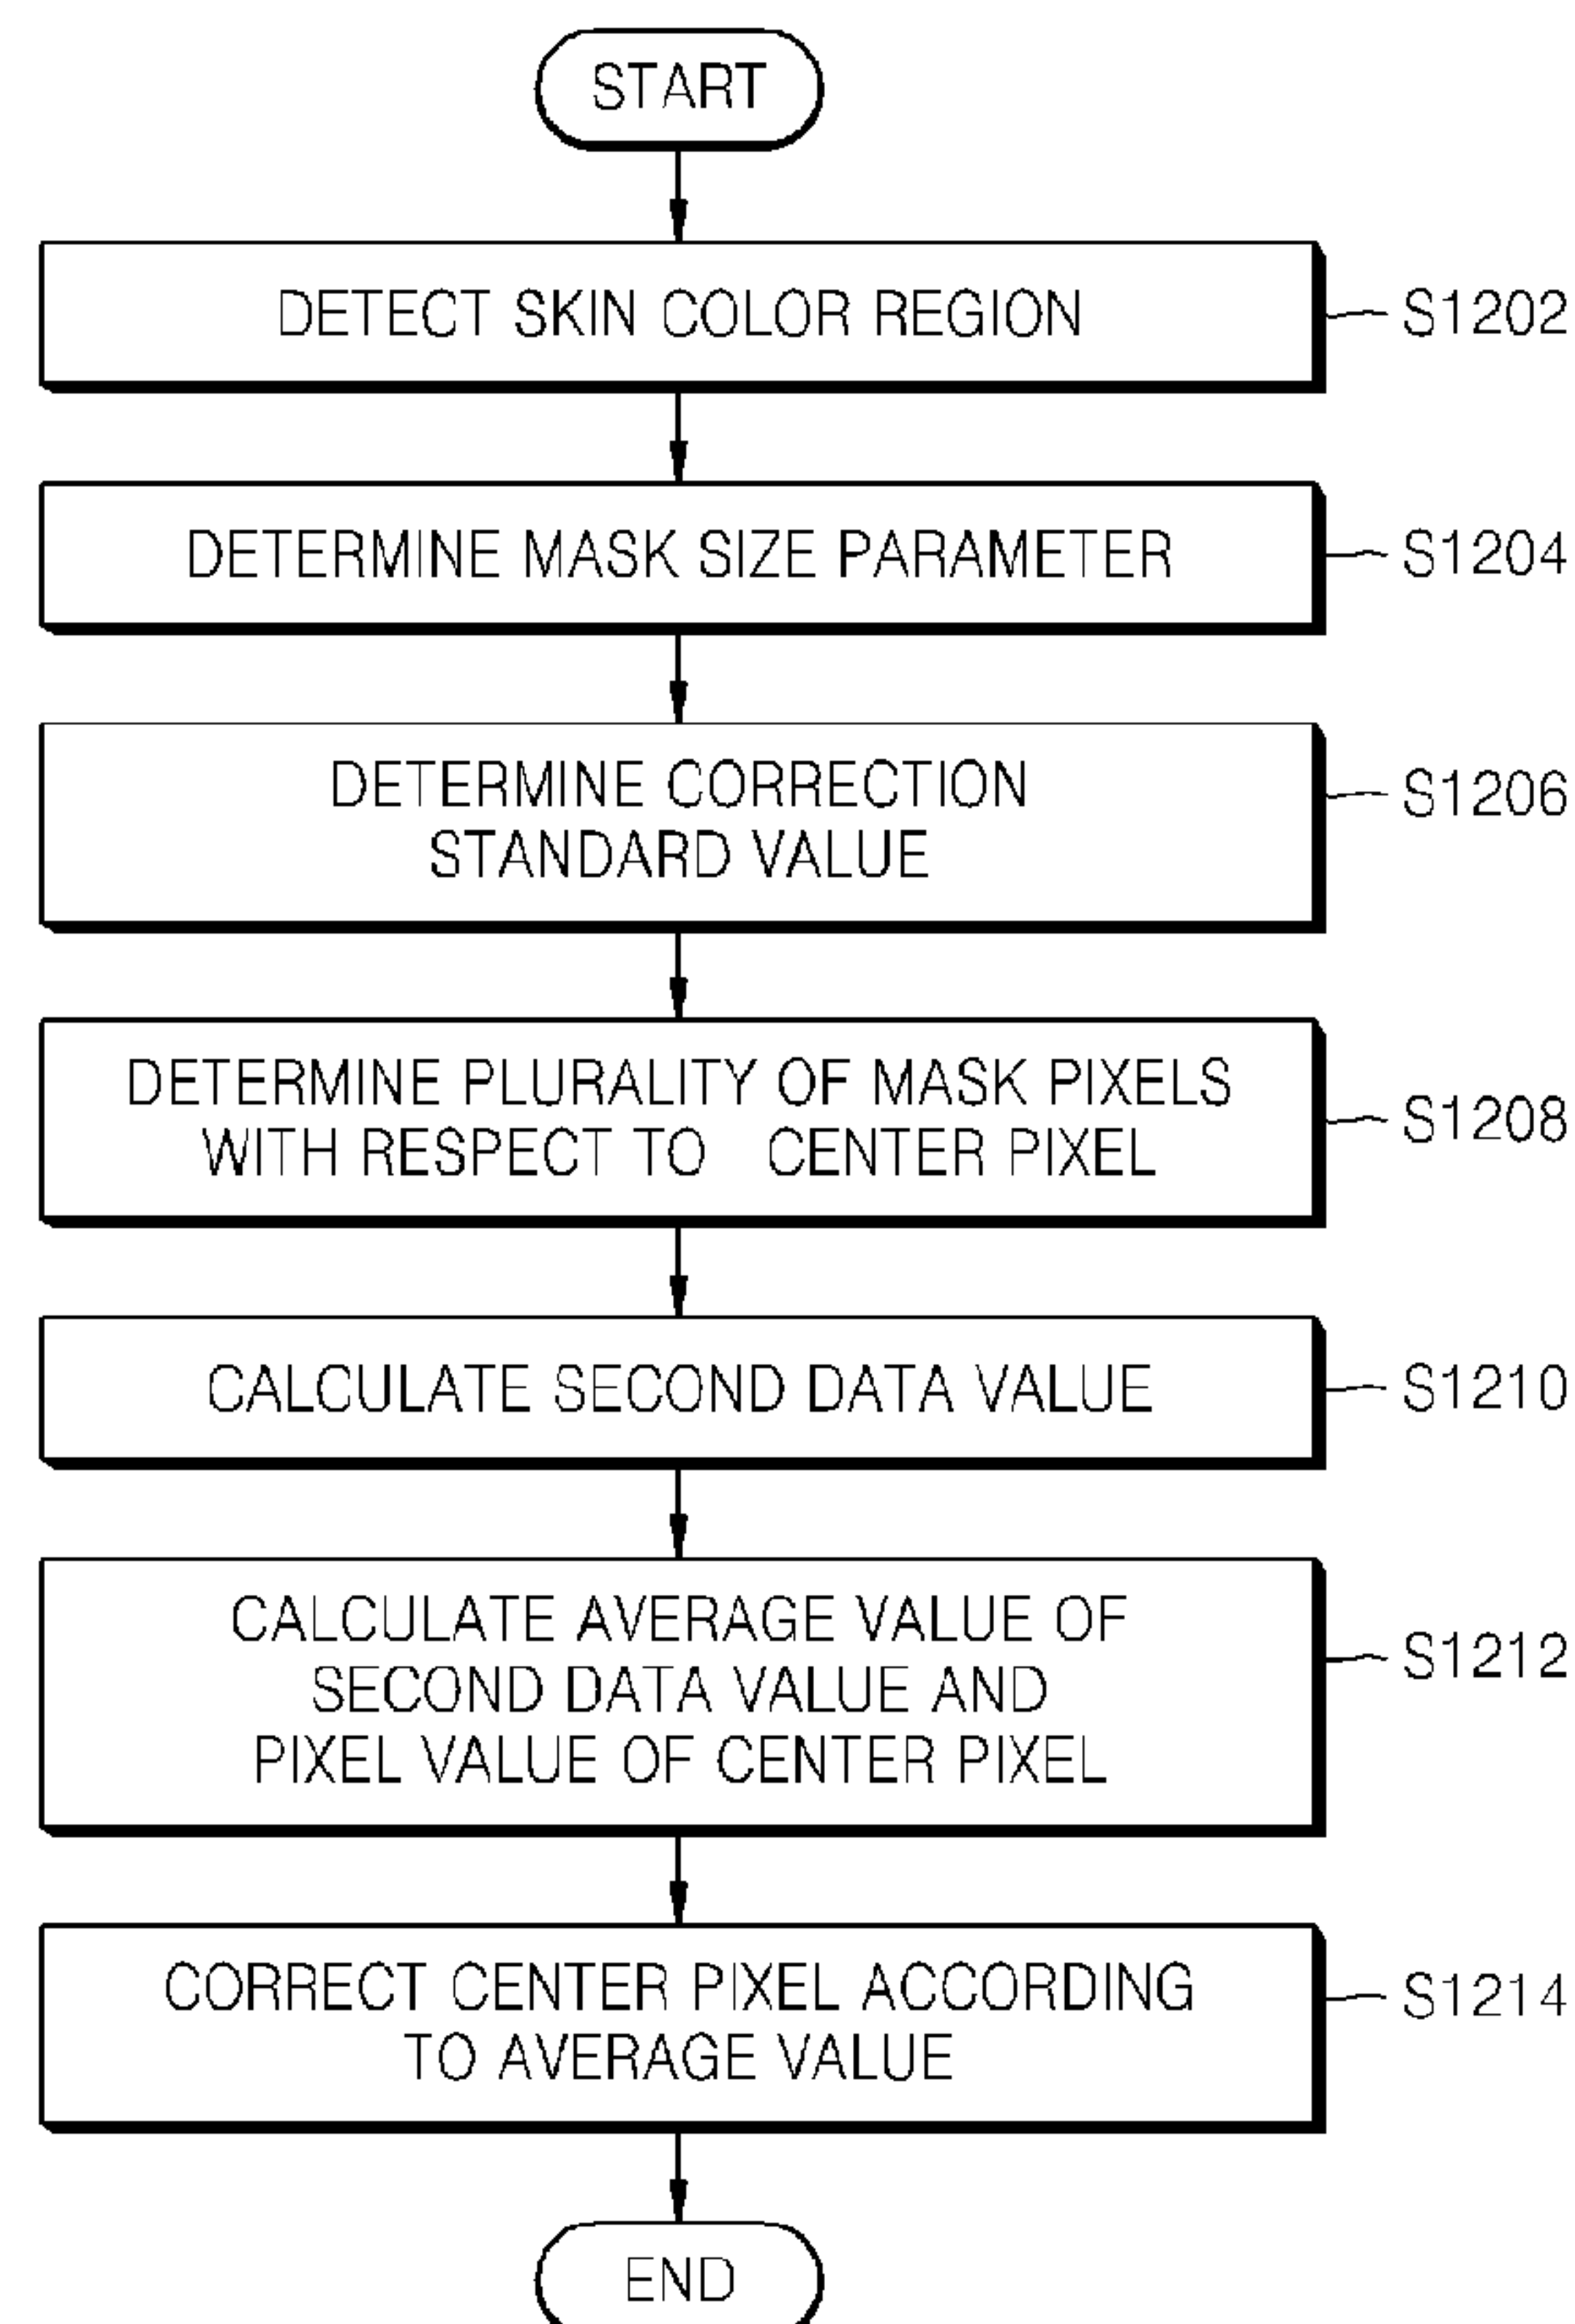 START
DETECT SKIN COLOR REGION
S1202
DETERMINE MASK SIZE PARAMETER
S1204
DETERMINE CORRECTION
STANDARD VALUE
S1206
DETERMINE PLURALITY OF MASK PIXELS
WITH RESPECT TO CENTER PIXEL
S1208
CALCULATE SECOND DATA VALUE
S1210
CALCULATE AVERAGE VALUE OF
SECOND DATA VALUE AND
PIXEL VALUE OF CENTER PIXEL
S1212
CORRECT CENTER PIXEL ACCORDING
TO AVERAGE VALUE
S1214
END